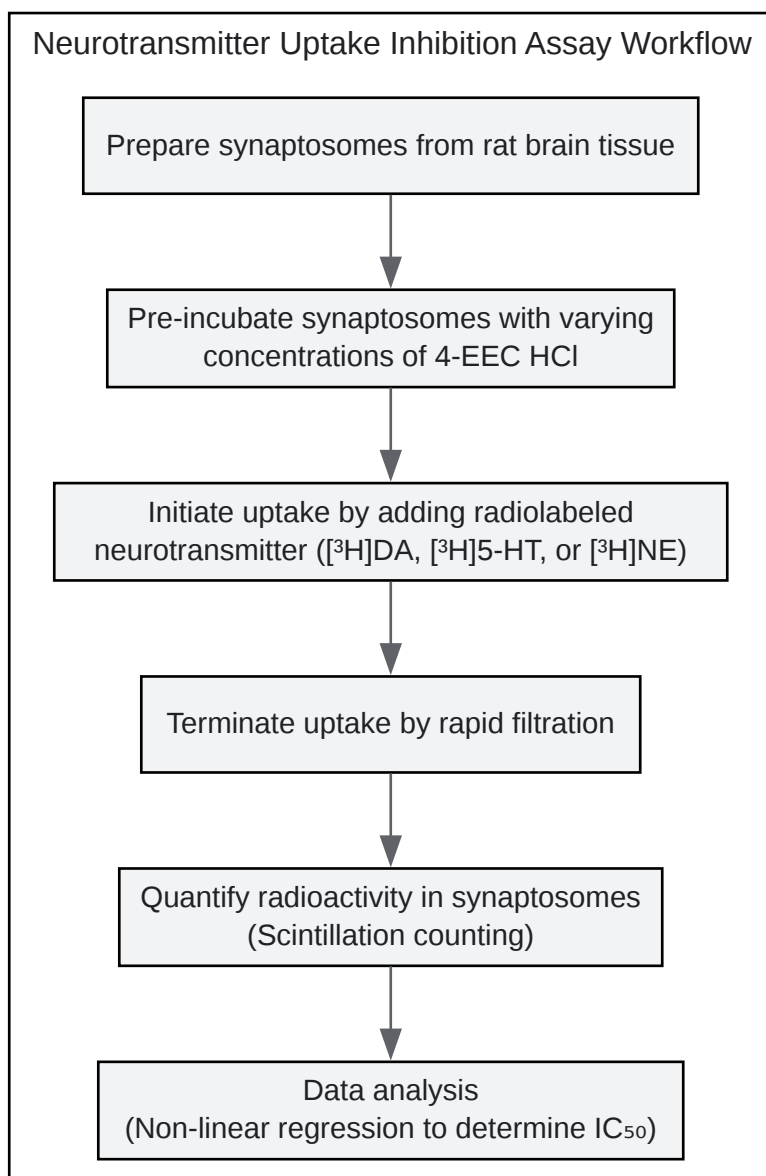 Neurotransmitter Uptake Inhibition Assay Workflow
Prepare synaptosomes from rat brain tissue
Pre-incubate synaptosomes with varying
concentrations of 4-EEC HCl
Initiate uptake by adding radiolabeled
neurotransmitter ([³H]DA, [³H]5-HT, or [³H]NE)
Terminate uptake by rapid filtration
Quantify radioactivity in synaptosomes
(Scintillation counting)
Data analysis
(Non-linear regression to determine IC₅₀)